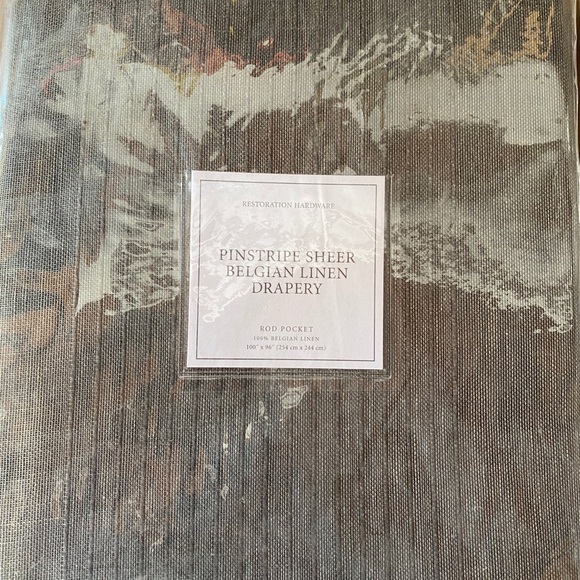 RESTORATION HARDWARE
PINSTRIPE SHEER
BELGIAN LINEN
DRAPERY
ROD POCKET
100% BELGIAN LINEN
100" x 96" (254 cm x 244 cm)